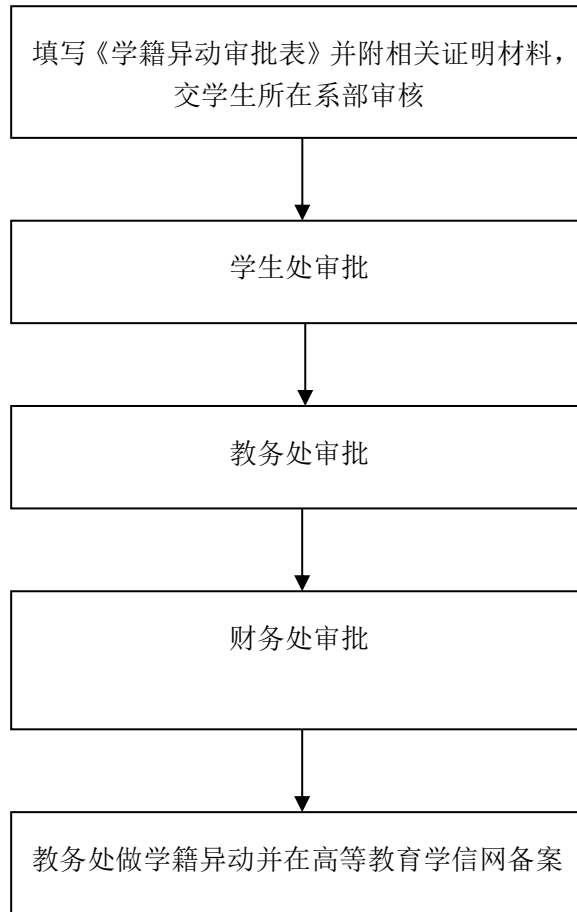 填写《学籍异动审批表》并附相关证明材料，
交学生所在系部审核
学生处审批
教务处审批
财务处审批
教务处做学籍异动并在高等教育学信网备案